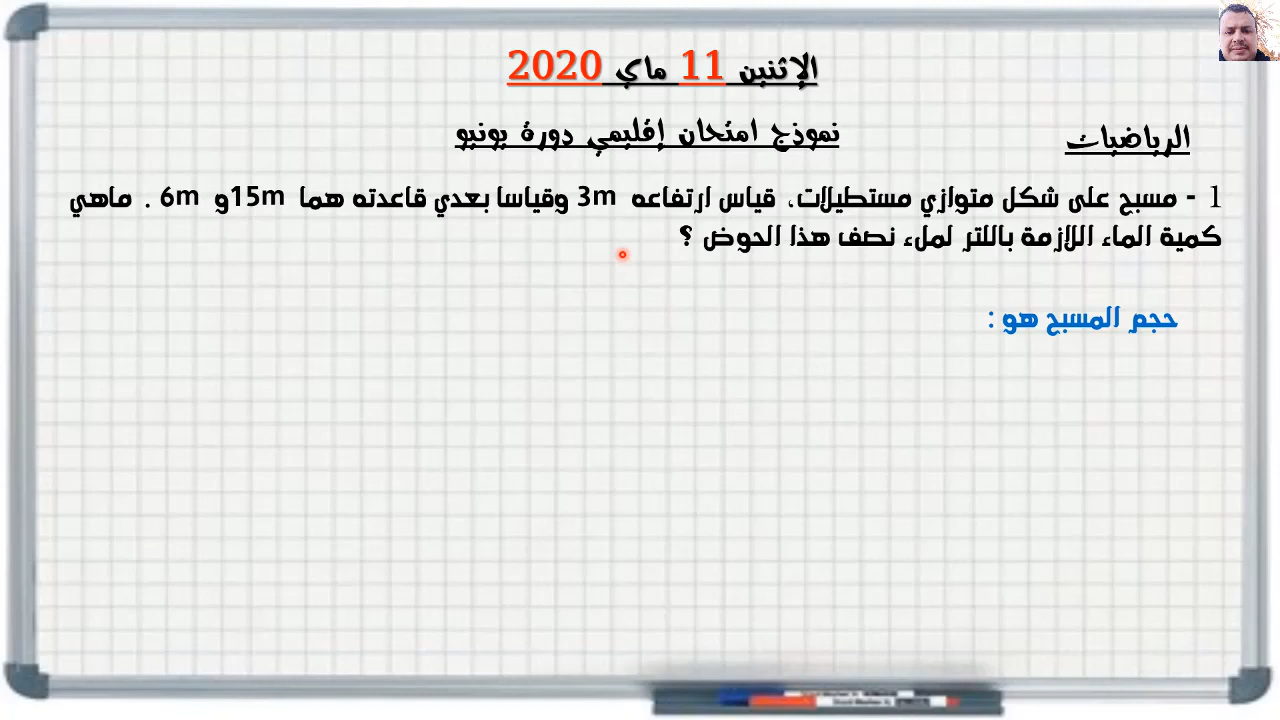 الإثنين 11 ماي 2020
الرياضيات
نموذج امتحان إقليمي دورة يونيو
1 - مسبح على شكل متوازي مستطيلات، قياس ارتفاعه 3m وقياسا بعدي قاعدته هما 15m و 6m . ماهي
كمية الماء اللازمة باللتر لملء نصف هذا الحوض ؟
حجم المسبح هو :